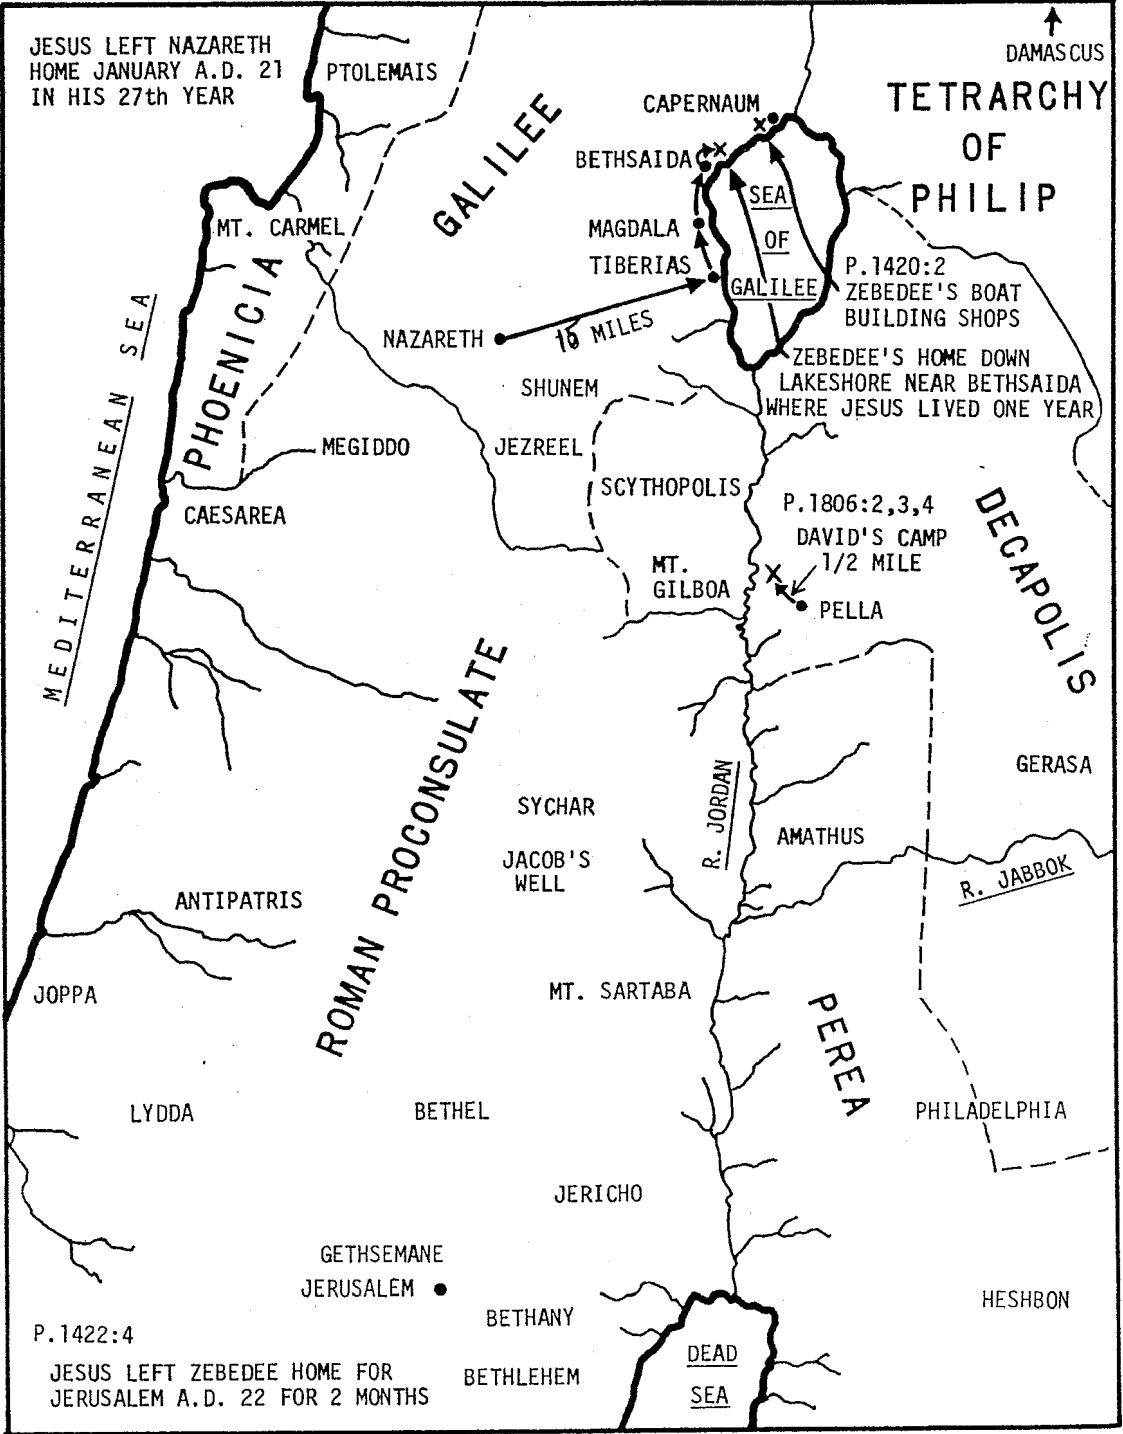 JESUS LEFT NAZARETH
HOME JANUARY A.D. 21
IN HIS 27th YEAR
PTOLEMAIS
DAMASCUS
TETRARCHY
OF
PHILIP
CAPERNAUM
GALILEE
BETHSAIDA
MAGDALA
TIBERIAS
SEA
OF
GALILEE
MT. CARMEL
PHOENICIA
MEDITERRANEAN SEA
P.1420:2
ZEBEDEE'S BOAT
BUILDING SHOPS
NAZARETH
MILES
ZEBEDEE'S HOME DOWN
LAKESHORE NEAR BETHSAIDA
WHERE JESUS LIVED ONE YEAR
SHUNEM
MEGIDDO
JEZREEL
SCYTHOPOLIS
CAESAREA
P.1806:2,3,4
DAVID'S CAMP
1/2 MILE
DECAPOLIS
MT.
GILBOA
PELLA
ROMAN PROCONSULATE
GERASA
SYCHAR
R. JORDAN
AMATHUS
JACOB'S
WELL
R. JABBOK
ANTIPATRIS
JOPPA
MT. SARTABA
PEREA
LYDDA
BETHEL
PHILADELPHIA
JERICHO
GETHSEMANE
JERUSALEM
BETHANY
HESHBON
P.1422:4
JESUS LEFT ZEBEDEE HOME FOR
JERUSALEM A.D. 22 FOR 2 MONTHS
BETHLEHEM
DEAD
SEA